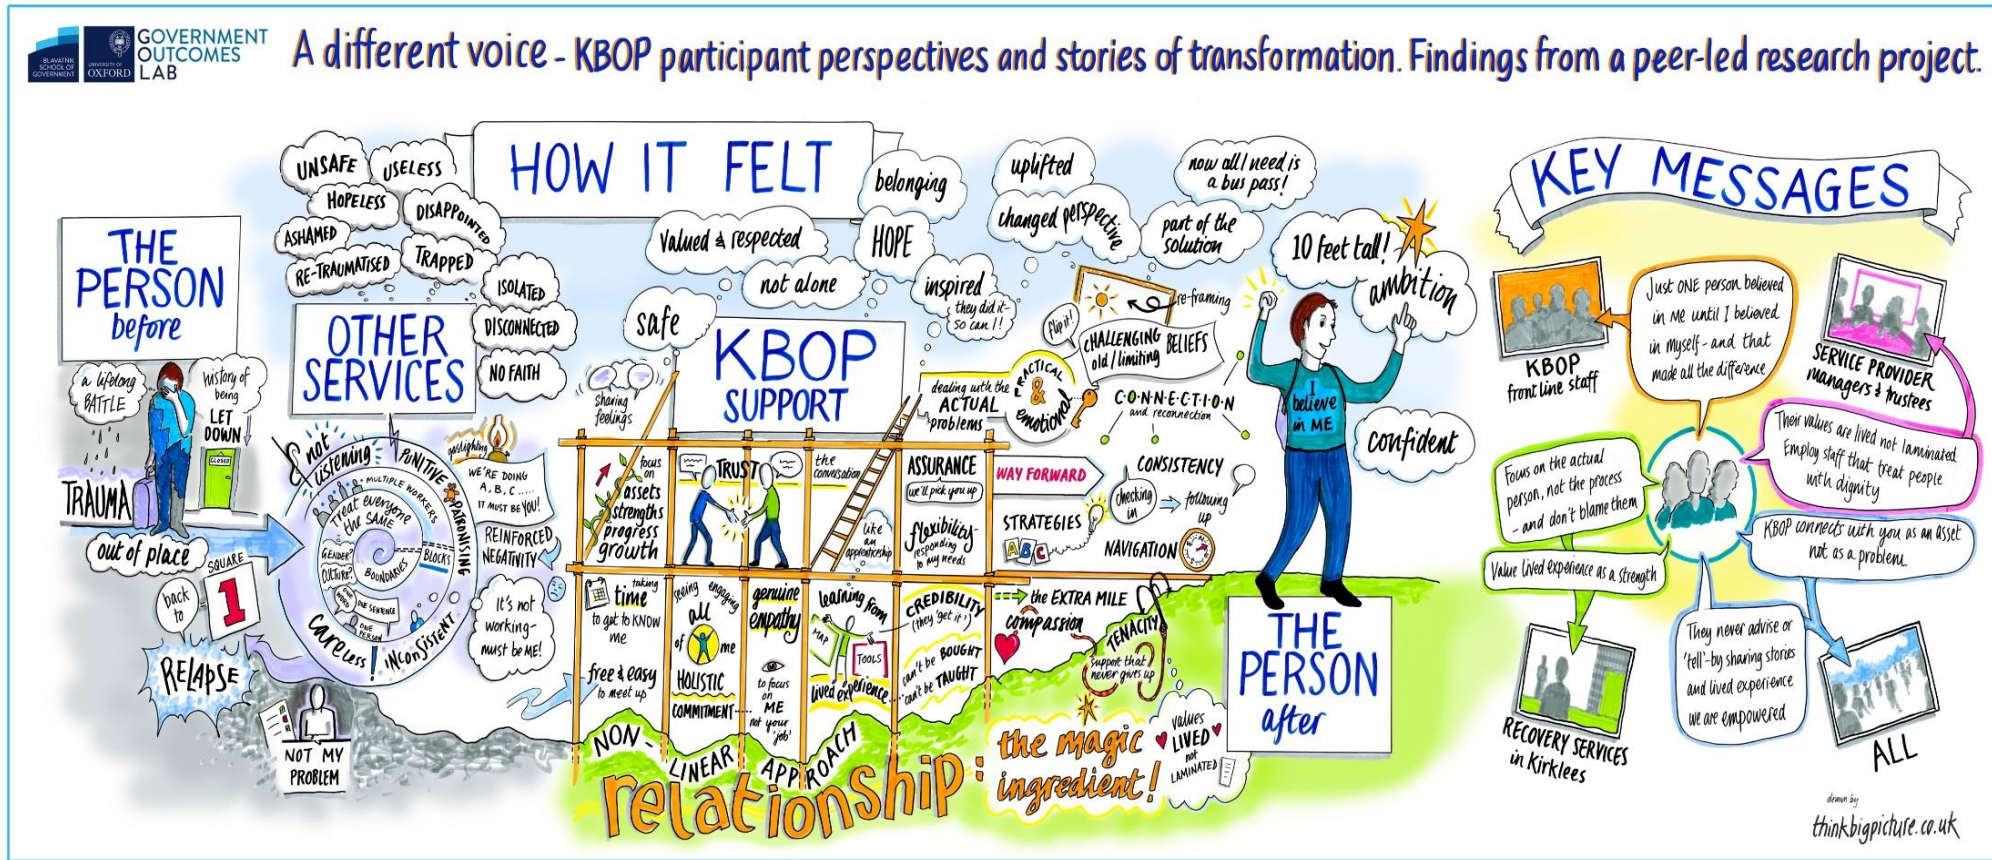 BLAVATNIK
SCHOOL OF
GOVERNMENT
UNIVERSITY OF
OXFORD
GOVERNMENT
OUTCOMES
LAB
A different voice - KBOP participant perspectives and stories of transformation. Findings from a peer-led research project.
HOW IT FELT
THE
PERSON
before
a lifelong
BATTLE
history of
being
LET
DOWN
CLOSED
TRAUMA
out of place
back
to
SQUARE
1
RELAPSE
NOT MY
PROBLEM
UNSAFE
USELESS
HOPELESS
DISAPPOINTED
ASHAMED
RE-TRAUMATISED
TRAPPED
ISOLATED
DISCONNECTED
NO FAITH
OTHER
SERVICES
not
listening
PUNITIVE
PATRONISING
INCONSISTENT
careless!
MULTIPLE WORKERS
Treat everyone
the SAME
GENDER?
CULTURE?
BLOCKS
BOUNDARIES
ONE
WORD
ONE SENTENCE
ONE
PERSON
gaslighting
WE'RE DOING
A, B, C ....
IT MUST BE YOU!
REINFORCED
NEGATIVITY
It's not
working-
must be ME!
safe
Valued & respected
not alone
belonging
HOPE
inspired
they did it-
so can I!
KBOP
SUPPORT
sharing
feelings
focus
on
assets
strengths
progress
growth
TRUST
the
conversation
like
an
apprenticeship
ASSURANCE
we'll pick you up
flexibility
responding
to my needs
taking
time
to get to KNOW
me
free & easy
to meet up
seeing engaging
all
of me
HOLISTIC
COMMITMENT....
genuine
empathy
to focus
on
ME
not your
'job'
learning from
MAP
TOOLS
lived experience...
CREDIBILITY
(they 'get it')
can't be BOUGHT
can't be TAUGHT
NON-
LINEAR
APPROACH
relationship:
the magic
ingredient!
uplifted
changed perspective
now all I need is
a bus pass!
part of the
solution
10 feet tall!
ambition
confident
re-framing
flip it!
CHALLENGING
old / limiting BELIEFS
dealing with the
ACTUAL
problems
PRACTICAL
&
emotional
C·O·N·N·E·C·T·I·O·N
and reconnection
WAY FORWARD
CONSISTENCY
checking
in
following
up
STRATEGIES
ABC
NAVIGATION
the EXTRA MILE
compassion
TENACITY
support that
never gives up
values
LIVED
not
LAMINATED
I
believe
in ME
THE
PERSON
after
KEY MESSAGES
KBOP
front line staff
Just ONE person believed
in me until I believed
in myself - and that
made all the difference
SERVICE PROVIDER
managers & trustees
Their values are lived not laminated
Employ staff that treat people
with dignity
Focus on the actual
person, not the process
- and don't blame them
Value lived experience as a strength
KBOP connects with you as an asset
not as a problem
They never advise or
'tell'- by sharing stories
and lived experience
we are empowered
RECOVERY SERVICES
in Kirklees
ALL
drawn by
thinkbigpicture.co.uk